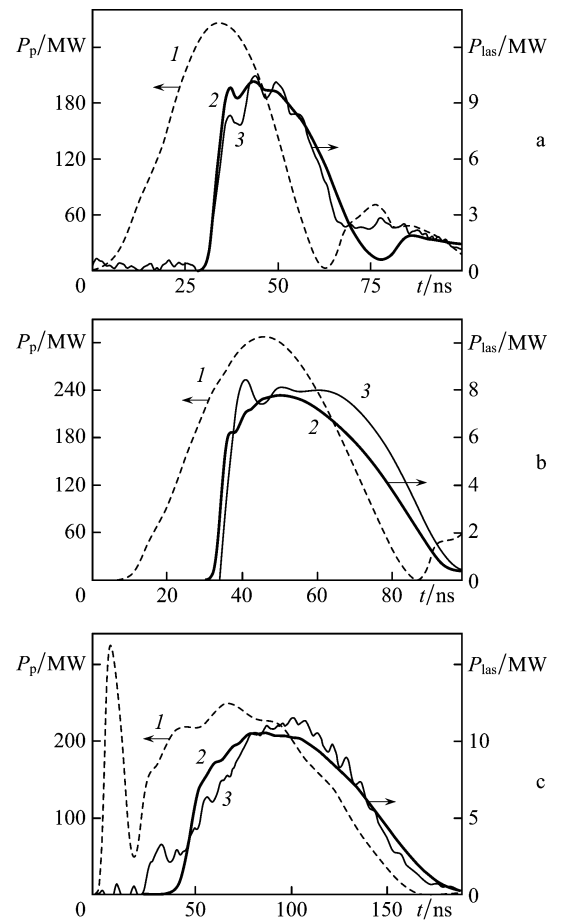 P_p/MW P_las/MW
1
180 2 9
3
120 6 a
60 3
0 25 50 75 t/ns 0
P_p/MW P_las/MW
1
240 3 8
180 2 6
120 4 b
60 2
20 40 60 80 t/ns 0
0
P_p/MW P_las/MW
1
200 2 10
3 c
100 5
0 50 100 150 t/ns 0